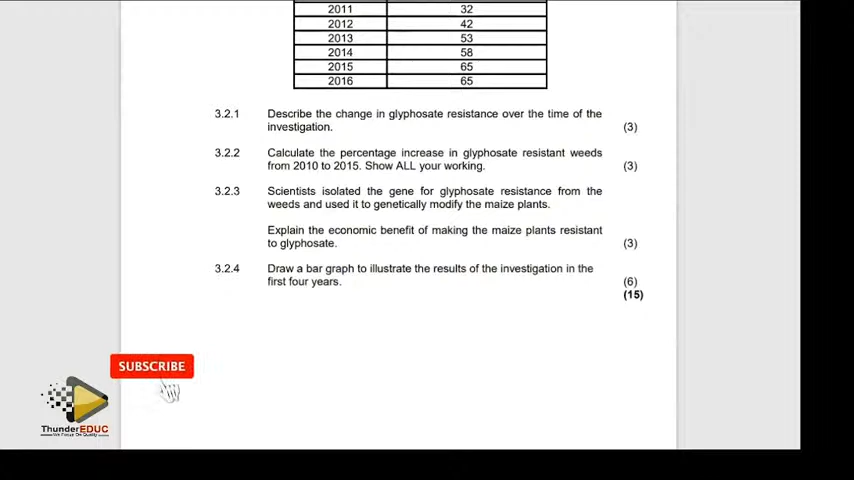 2011 32
2012 42
2013 53
2014 58
2015 65
2016 65
3.2.1 Describe the change in glyphosate resistance over the time of the
investigation. (3)
3.2.2 Calculate the percentage increase in glyphosate resistant weeds
from 2010 to 2015. Show ALL your working. (3)
3.2.3 Scientists isolated the gene for glyphosate resistance from the
weeds and used it to genetically modify the maize plants.
Explain the economic benefit of making the maize plants resistant
to glyphosate. (3)
3.2.4 Draw a bar graph to illustrate the results of the investigation in the
first four years. (6)
(15)
SUBSCRIBE
ThunderEDUC
We Focus On Quality